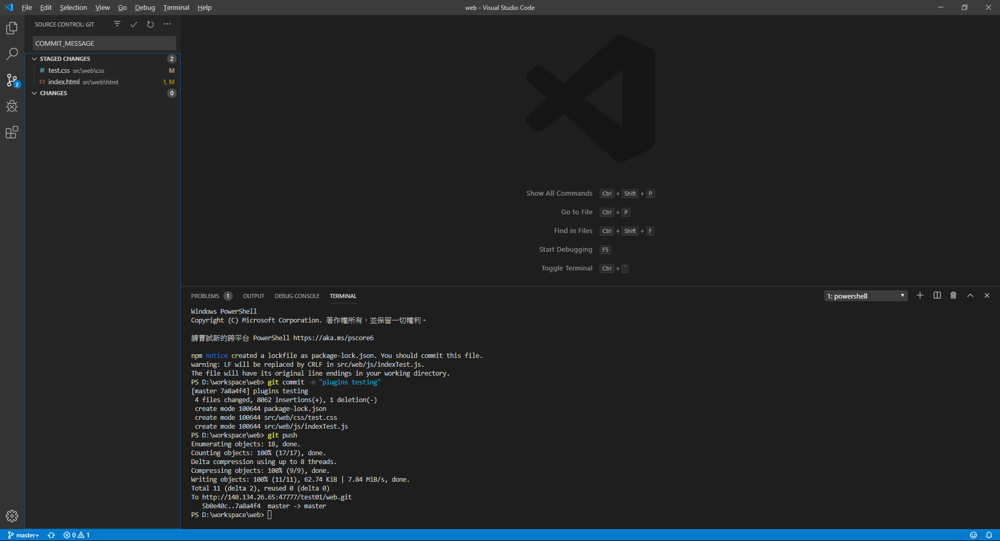 File Edit Selection View Go Debug Terminal Help
web - Visual Studio Code
SOURCE CONTROL: GIT
COMMIT_MESSAGE
STAGED CHANGES 2
# test.css src\web\css M
<> index.html src\web\html 1, M
CHANGES 0
2
Show All Commands Ctrl + Shift + P
Go to File Ctrl + P
Find in Files Ctrl + Shift + F
Start Debugging F5
Toggle Terminal Ctrl + `
PROBLEMS 1 OUTPUT DEBUG CONSOLE TERMINAL
1: powershell
Windows PowerShell
Copyright (C) Microsoft Corporation. 著作權所有，並保留一切權利。
請嘗試新的跨平台 PowerShell https://aka.ms/pscore6
npm notice created a lockfile as package-lock.json. You should commit this file.
warning: LF will be replaced by CRLF in src/web/js/indexTest.js.
The file will have its original line endings in your working directory.
PS D:\workspace\web> git commit -m "plugins testing"
[master 7a8a4f4] plugins testing
4 files changed, 8062 insertions(+), 1 deletion(-)
create mode 100644 package-lock.json
create mode 100644 src/web/css/test.css
create mode 100644 src/web/js/indexTest.js
PS D:\workspace\web> git push
Enumerating objects: 18, done.
Counting objects: 100% (17/17), done.
Delta compression using up to 8 threads.
Compressing objects: 100% (9/9), done.
Writing objects: 100% (11/11), 62.74 KiB | 7.84 MiB/s, done.
Total 11 (delta 2), reused 0 (delta 0)
To http://140.134.26.65:47777/test01/web.git
5b0e40c..7a8a4f4 master -> master
PS D:\workspace\web>
master+ 0 1